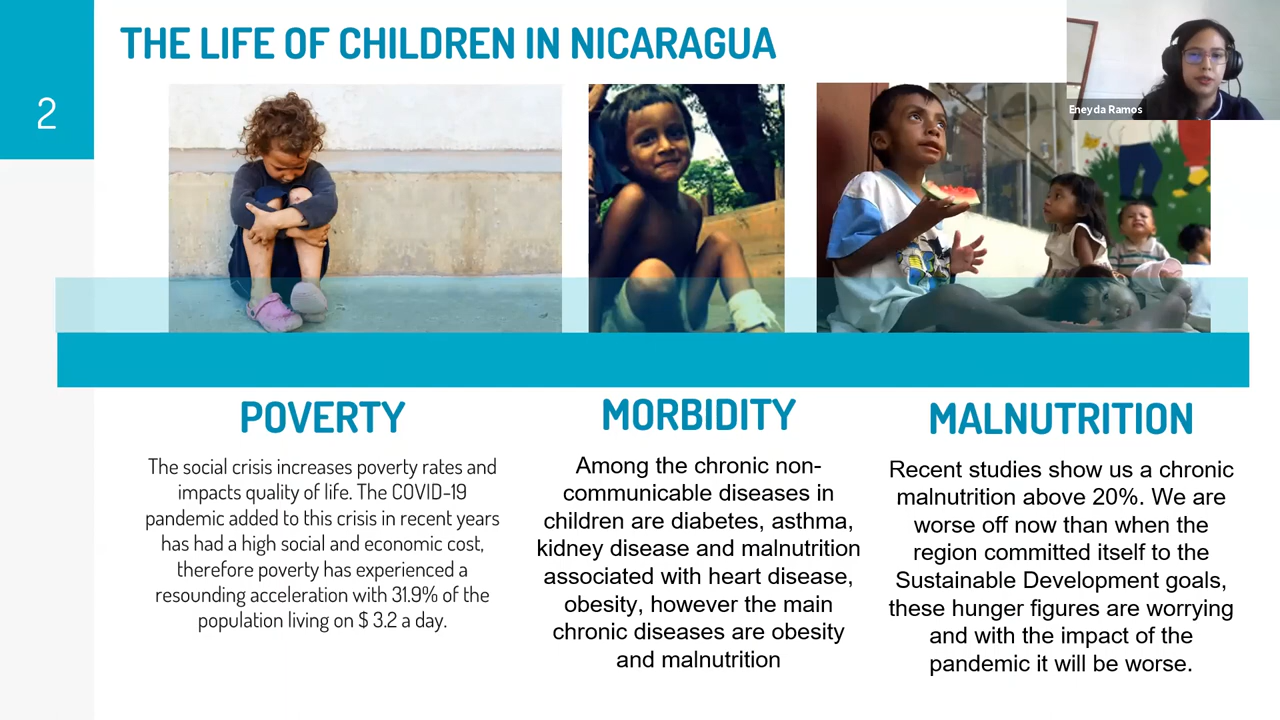 THE LIFE OF CHILDREN IN NICARAGUA
Eneyda Ramos
2
POVERTY
The social crisis increases poverty rates and
impacts quality of life. The COVID-19
pandemic added to this crisis in recent years
has had a high social and economic cost,
therefore poverty has experienced a
resounding acceleration with 31.9% of the
population living on $ 3.2 a day.
MORBIDITY
Among the chronic non-
communicable diseases in
children are diabetes, asthma,
kidney disease and malnutrition
associated with heart disease,
obesity, however the main
chronic diseases are obesity
and malnutrition
MALNUTRITION
Recent studies show us a chronic
malnutrition above 20%. We are
worse off now than when the
region committed itself to the
Sustainable Development goals,
these hunger figures are worrying
and with the impact of the
pandemic it will be worse.